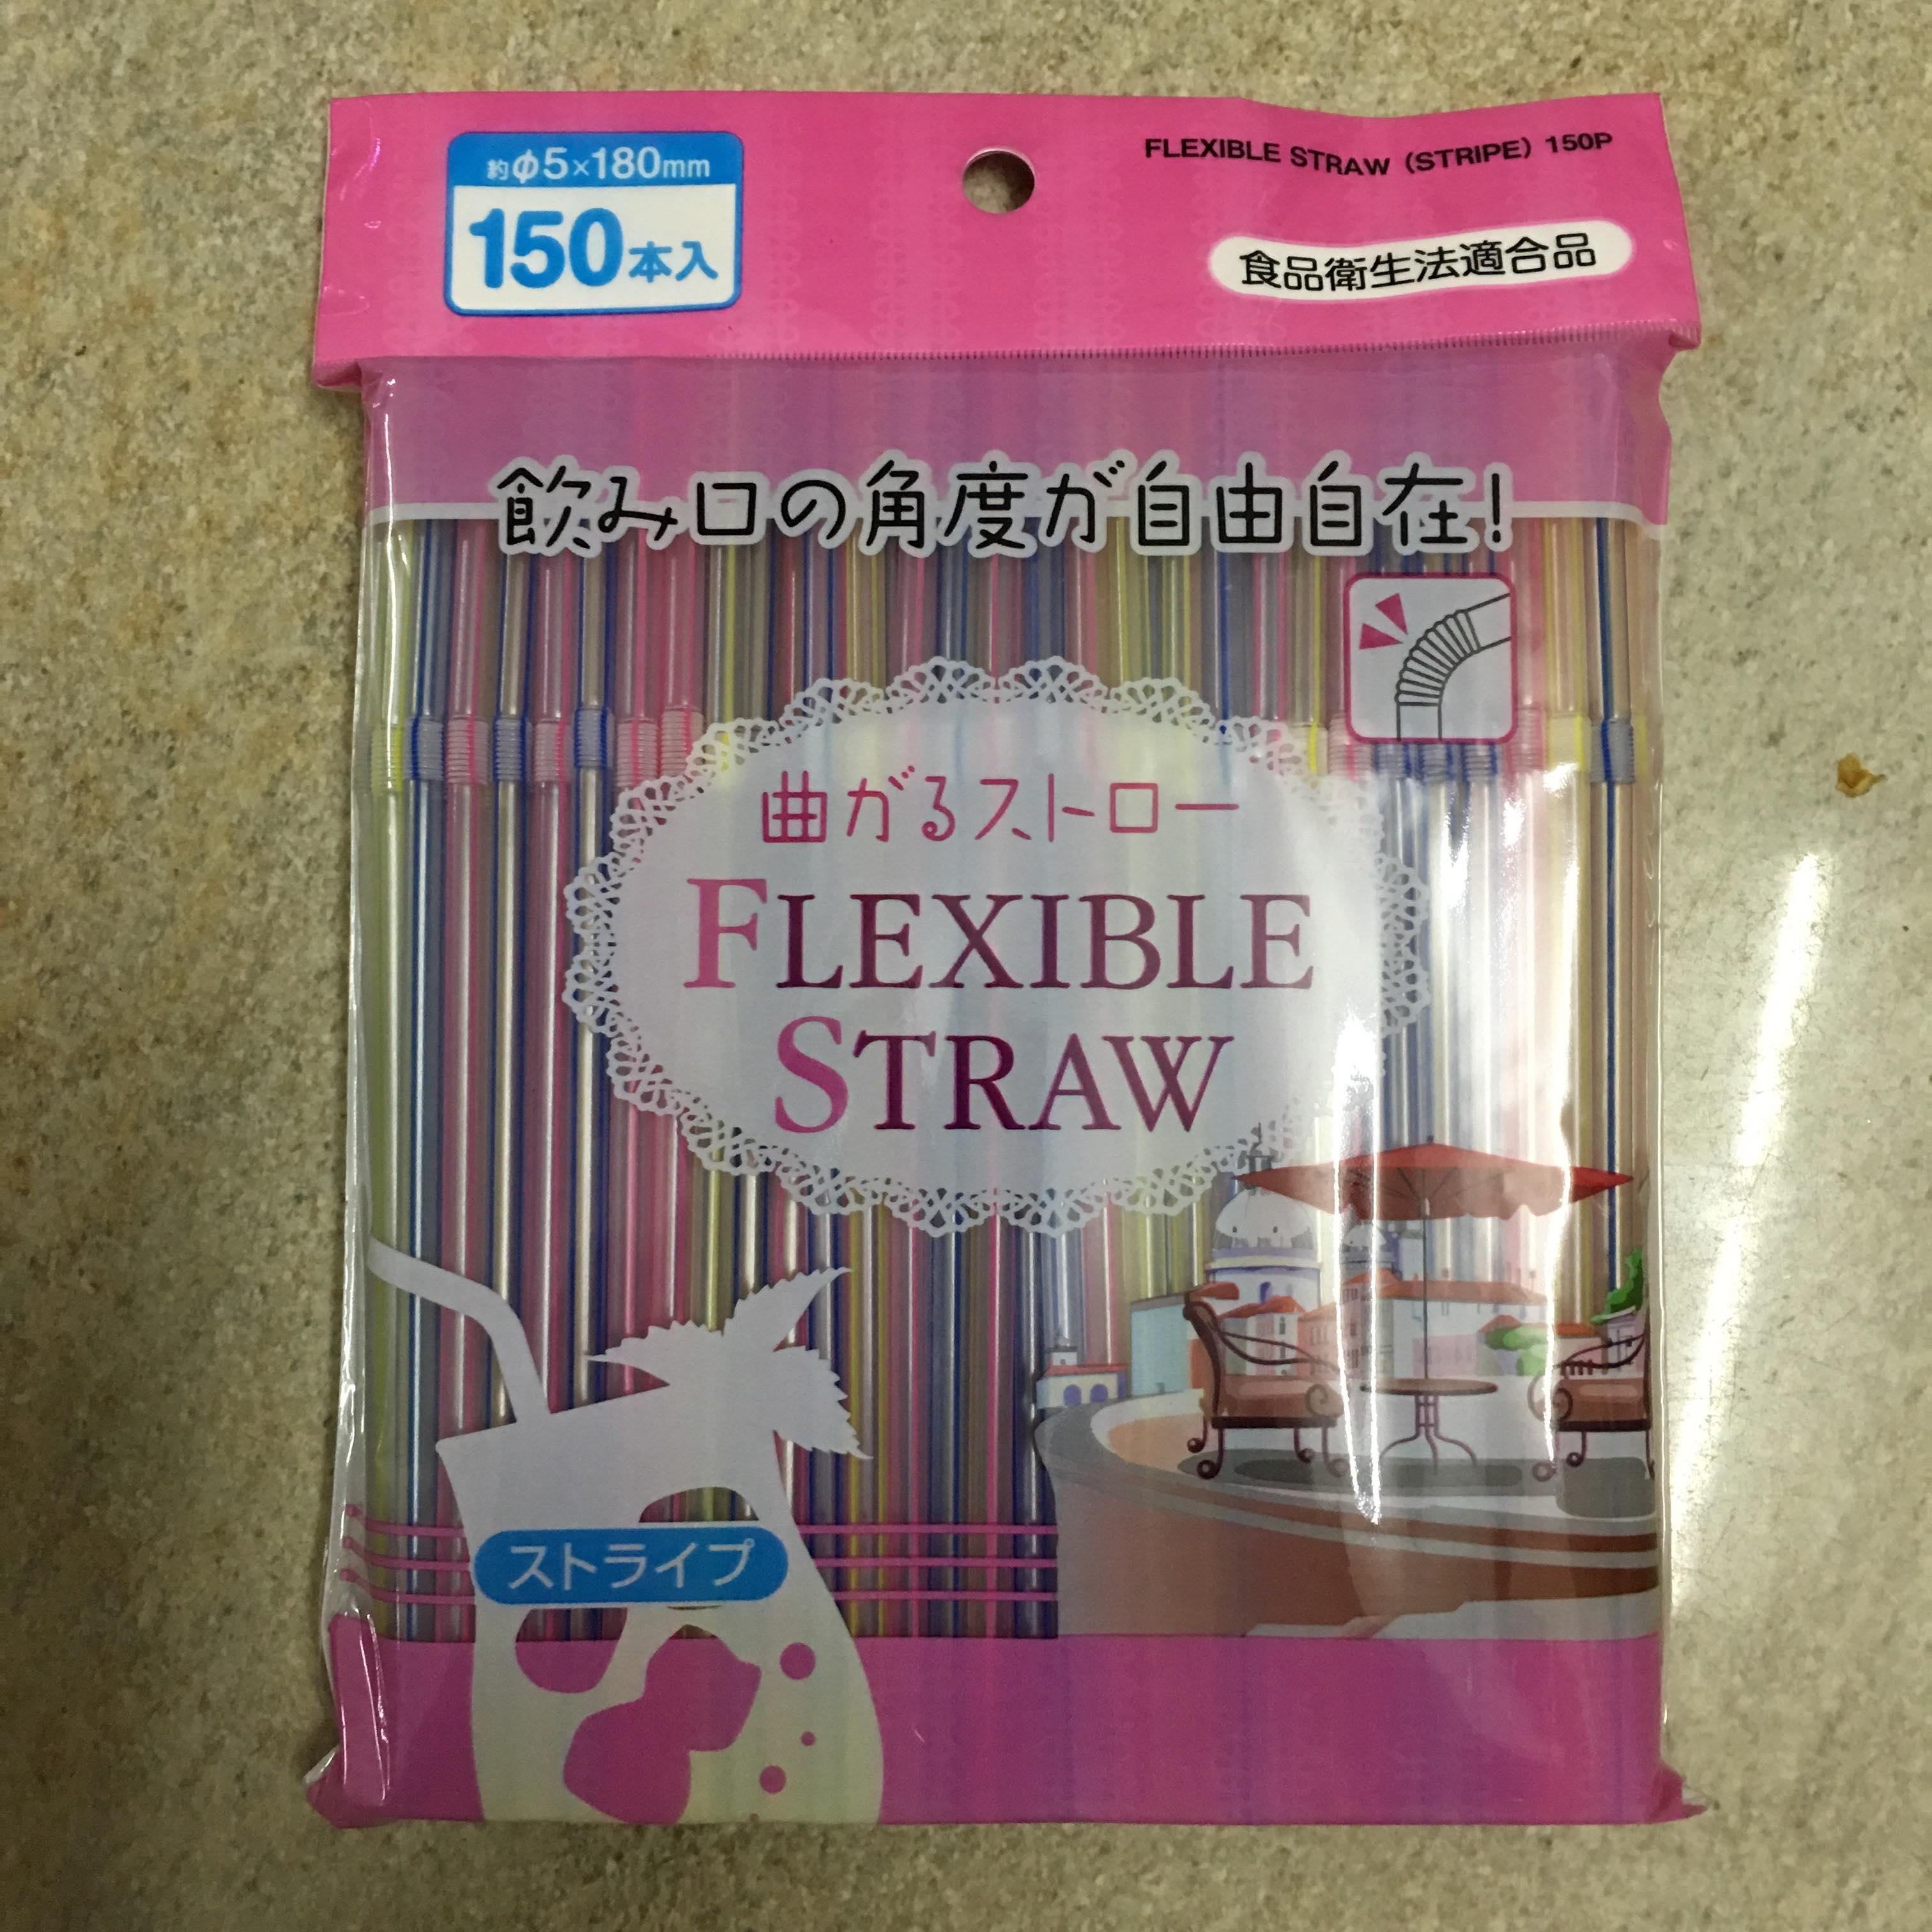 約φ5×180mm
150本入
FLEXIBLE STRAW (STRIPE) 150P
食品衛生法適合品
飲み口の角度が自由自在!
曲がるストロー
FLEXIBLE
STRAW
ストライプ